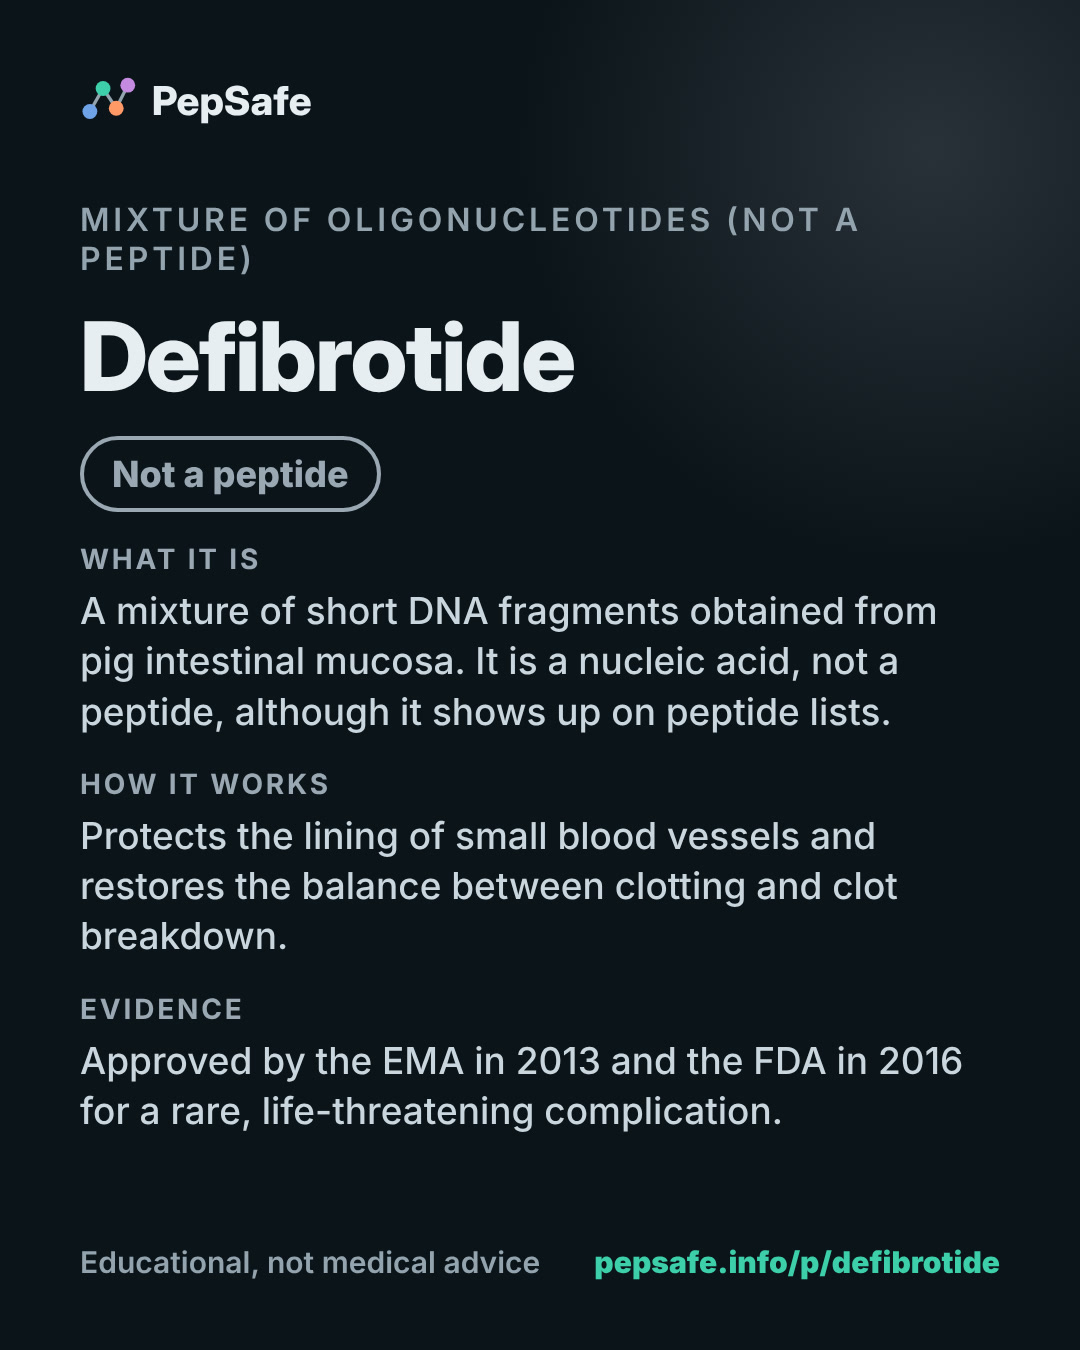 PepSafe
MIXTURE OF OLIGONUCLEOTIDES (NOT A
PEPTIDE)
Defibrotide
Not a peptide
WHAT IT IS
A mixture of short DNA fragments obtained from
pig intestinal mucosa. It is a nucleic acid, not a
peptide, although it shows up on peptide lists.
HOW IT WORKS
Protects the lining of small blood vessels and
restores the balance between clotting and clot
breakdown.
EVIDENCE
Approved by the EMA in 2013 and the FDA in 2016
for a rare, life-threatening complication.
Educational, not medical advice
pepsafe.info/p/defibrotide